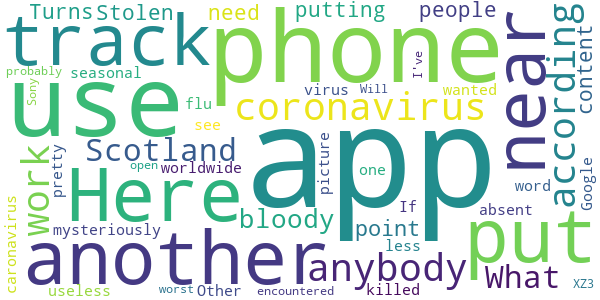 Turns Stolen need putting people
track phone near according content
probably seasonal
Sony flu virus Will I've wanted
use coronavirus see
Scotland worldwide picture one open word Google
work pretty Here app If absent
caronavirus mysteriously bloody point less
another anybody put What
useless worst Other encountered killed XZ3